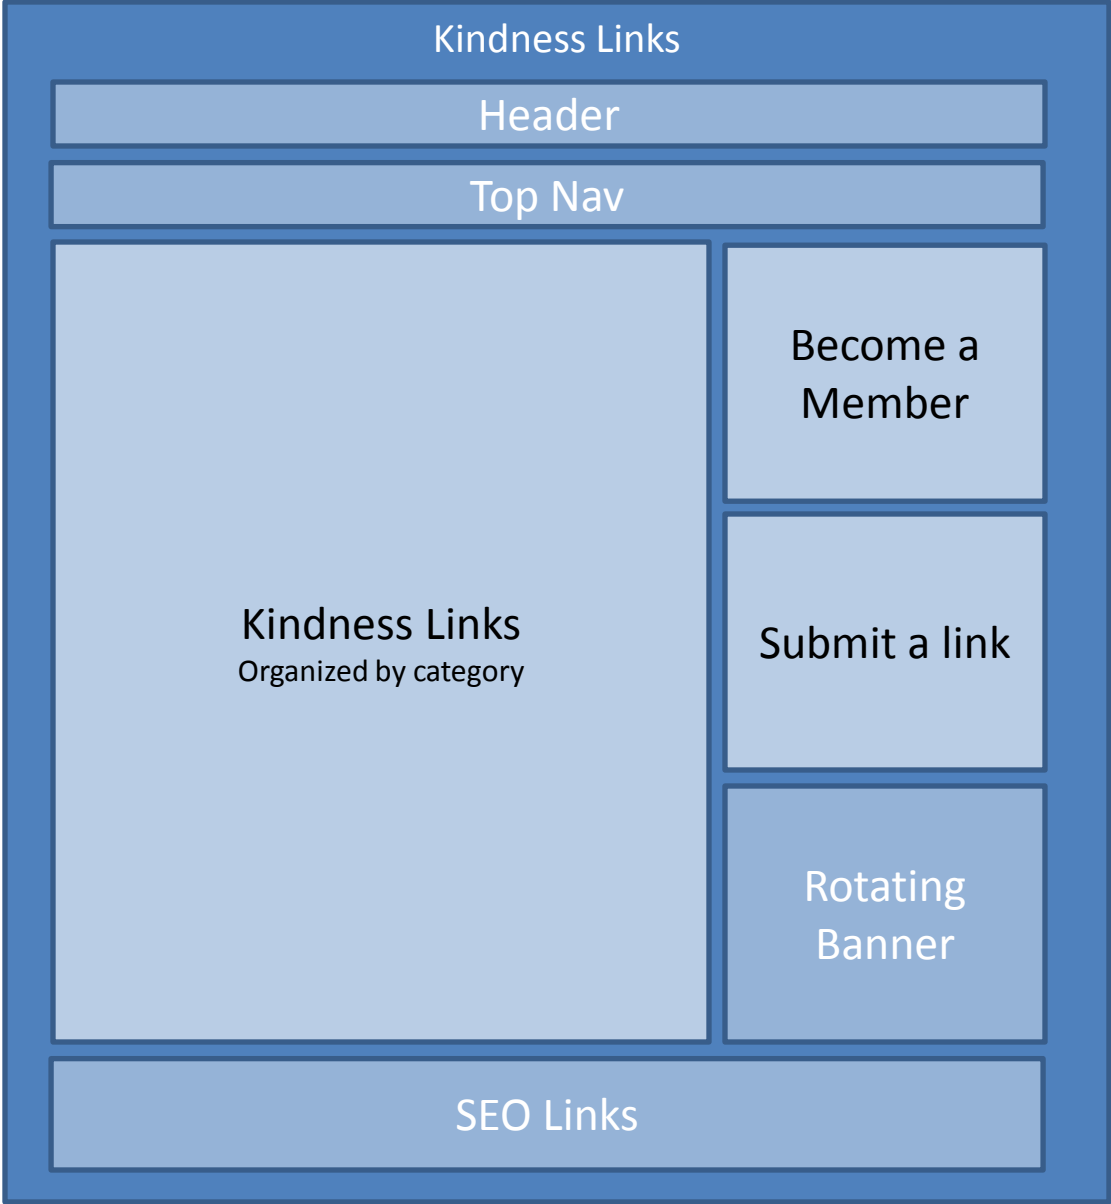 Kindness Links
Header
Top Nav
Kindness Links
Organized by category
Become a
Member
Submit a link
Rotating
Banner
SEO Links